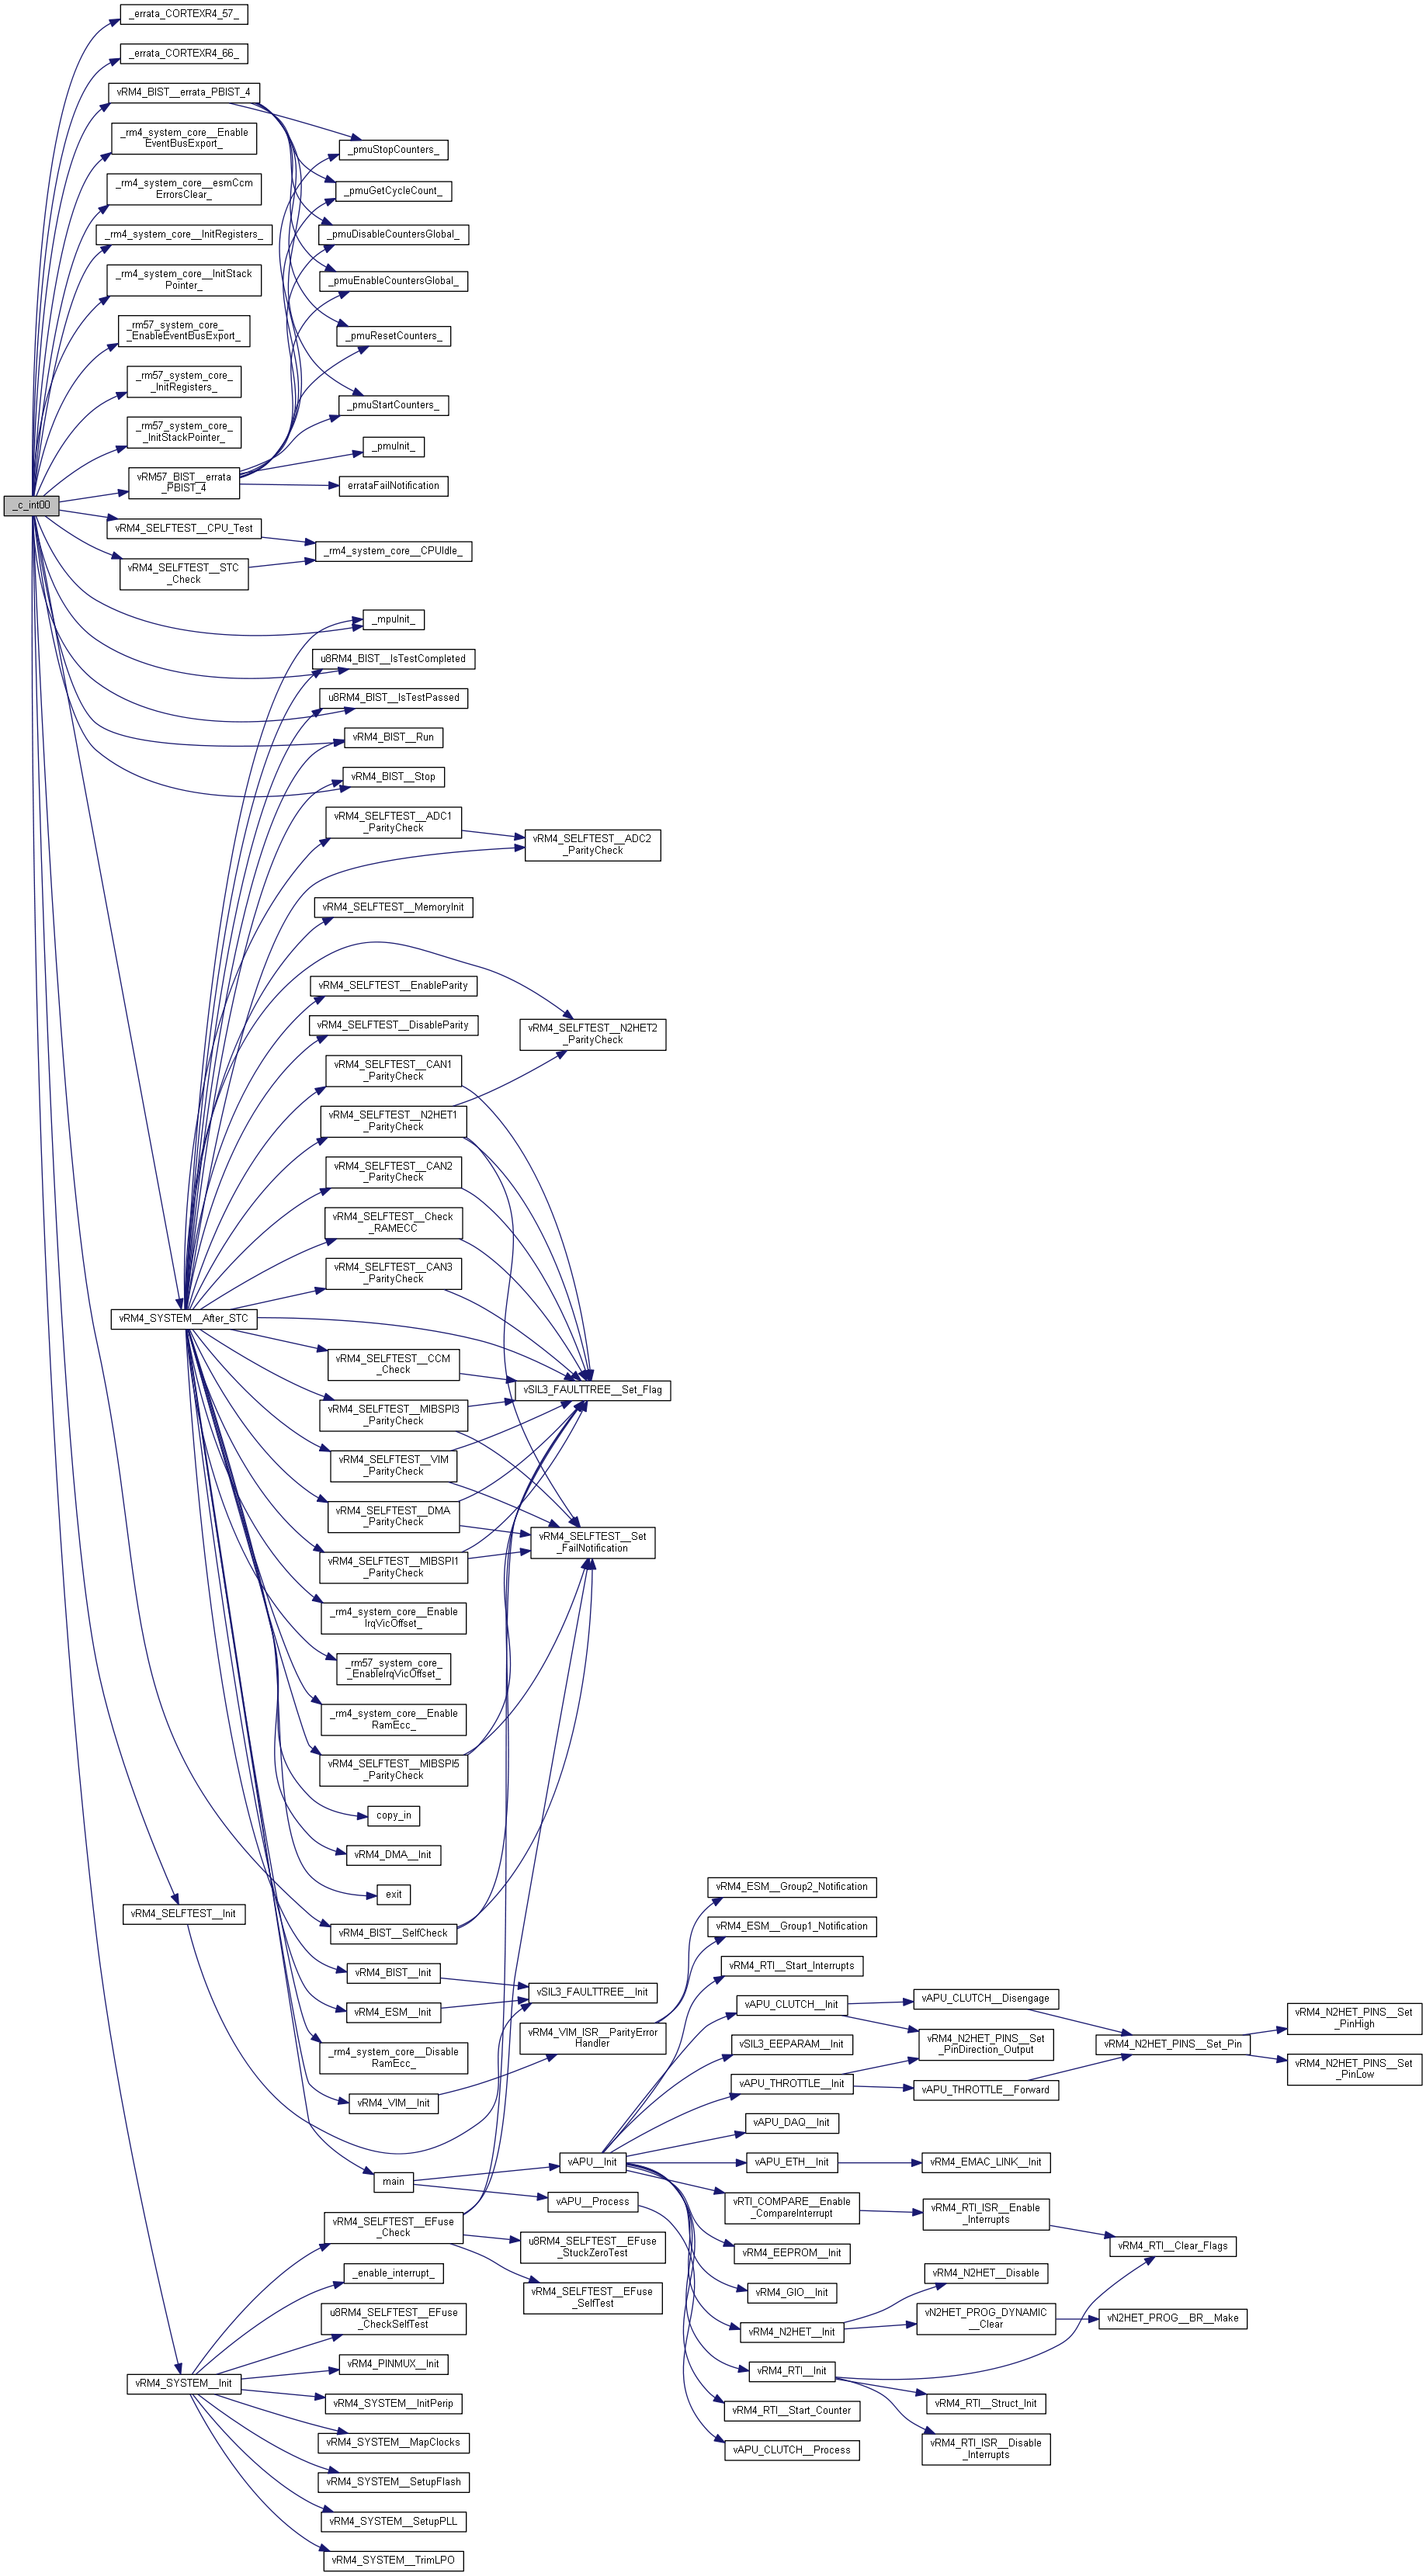 _errata_CORTEXR4_57_
_errata_CORTEXR4_66_
vRM4_BIST__errata_PBIST_4
_rm4_system_core__Enable
EventBusExport_
_pmuStopCounters_
_rm4_system_core__esmCcm
ErrorsClear_
_pmuGetCycleCount_
_rm4_system_core__InitRegisters_
_pmuDisableCountersGlobal_
_rm4_system_core__InitStack
Pointer_
_pmuEnableCountersGlobal_
_rm57_system_core_
_EnableEventBusExport_
_pmuResetCounters_
_rm57_system_core_
_InitRegisters_
_pmuStartCounters_
_rm57_system_core_
_InitStackPointer_
_pmuInit_
vRM57_BIST__errata
_PBIST_4
errataFailNotification
_c_int00
vRM4_SELFTEST__CPU_Test
_rm4_system_core__CPUIdle_
vRM4_SELFTEST__STC
_Check
_mpuInit_
u8RM4_BIST__IsTestCompleted
u8RM4_BIST__IsTestPassed
vRM4_BIST__Run
vRM4_BIST__Stop
vRM4_SELFTEST__ADC1
_ParityCheck
vRM4_SELFTEST__ADC2
_ParityCheck
vRM4_SELFTEST__MemoryInit
vRM4_SELFTEST__EnableParity
vRM4_SELFTEST__DisableParity
vRM4_SELFTEST__N2HET2
_ParityCheck
vRM4_SELFTEST__CAN1
_ParityCheck
vRM4_SELFTEST__N2HET1
_ParityCheck
vRM4_SELFTEST__CAN2
_ParityCheck
vRM4_SELFTEST__Check
_RAMECC
vRM4_SELFTEST__CAN3
_ParityCheck
vRM4_SYSTEM__After_STC
vRM4_SELFTEST__CCM
_Check
vSIL3_FAULTTREE__Set_Flag
vRM4_SELFTEST__MIBSPI3
_ParityCheck
vRM4_SELFTEST__VIM
_ParityCheck
vRM4_SELFTEST__DMA
_ParityCheck
vRM4_SELFTEST__Set
_FailNotification
vRM4_SELFTEST__MIBSPI1
_ParityCheck
_rm4_system_core__Enable
IrqVicOffset_
_rm57_system_core_
_EnableIrqVicOffset_
_rm4_system_core__Enable
RamEcc_
vRM4_SELFTEST__MIBSPI5
_ParityCheck
copy_in
vRM4_DMA__Init
exit
vRM4_ESM__Group2_Notification
vRM4_SELFTEST__Init
vRM4_BIST__SelfCheck
vRM4_ESM__Group1_Notification
vRM4_BIST__Init
vRM4_RTI__Start_Interrupts
vSIL3_FAULTTREE__Init
vRM4_ESM__Init
vAPU_CLUTCH__Init
vAPU_CLUTCH__Disengage
vRM4_N2HET_PINS__Set
_PinHigh
vRM4_VIM_ISR__ParityError
Handler
vSIL3_EEPARAM__Init
vRM4_N2HET_PINS__Set
_PinDirection_Output
vRM4_N2HET_PINS__Set_Pin
_rm4_system_core__Disable
RamEcc_
vRM4_N2HET_PINS__Set
_PinLow
vRM4_VIM__Init
vAPU_THROTTLE__Init
vAPU_THROTTLE__Forward
vAPU_DAQ__Init
main
vAPU__Init
vAPU_ETH__Init
vRM4_EMAC_LINK__Init
vAPU__Process
vRTI_COMPARE__Enable
_CompareInterrupt
vRM4_RTI_ISR__Enable
_Interrupts
vRM4_SELFTEST__EFuse
_Check
u8RM4_SELFTEST__EFuse
_StuckZeroTest
vRM4_EEPROM__Init
vRM4_RTI__Clear_Flags
_enable_interrupt_
vRM4_SELFTEST__EFuse
_SelfTest
vRM4_GIO__Init
vRM4_N2HET__Disable
u8RM4_SELFTEST__EFuse
_CheckSelfTest
vRM4_N2HET__Init
vN2HET_PROG_DYNAMIC
__Clear
vN2HET_PROG__BR__Make
vRM4_SYSTEM__Init
vRM4_PINMUX__Init
vRM4_RTI__Init
vRM4_SYSTEM__InitPerip
vRM4_RTI__Start_Counter
vRM4_RTI__Struct_Init
vRM4_SYSTEM__MapClocks
vAPU_CLUTCH__Process
vRM4_RTI_ISR__Disable
_Interrupts
vRM4_SYSTEM__SetupFlash
vRM4_SYSTEM__SetupPLL
vRM4_SYSTEM__TrimLPO